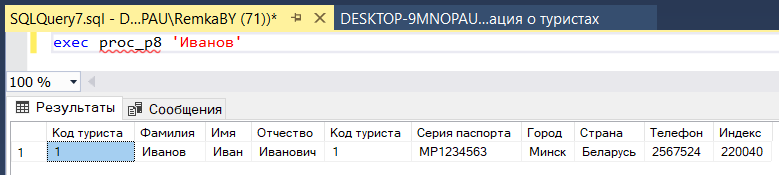 SQLQuery7.sql - D...PAU\RemkaBY (71))* DESKTOP-9MNOPAU...ация о туристах
exec proc_p8 'Иванов'
100 %
Результаты Сообщения
Код туриста Фамилия Имя Отчество Код туриста Серия паспорта Город Страна Телефон Индекс
1 1 Иванов Иван Иванович 1 MP1234563 Минск Беларусь 2567524 220040